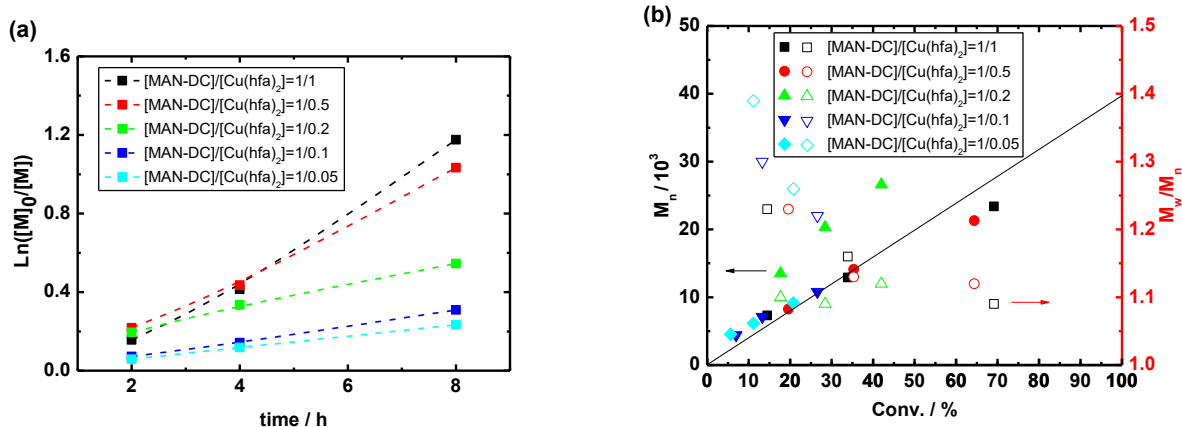 (a)
1.6
1.2
0.8
0.4
0.0
Ln([M]0/[M])
[MAN-DC]/[Cu(hfa)2]=1/1
[MAN-DC]/[Cu(hfa)2]=1/0.5
[MAN-DC]/[Cu(hfa)2]=1/0.2
[MAN-DC]/[Cu(hfa)2]=1/0.1
[MAN-DC]/[Cu(hfa)2]=1/0.05
2 4 6 8
time / h
(b)
50
40
30
20
10
0
Mn / 10^3
[MAN-DC]/[Cu(hfa)2]=1/1
[MAN-DC]/[Cu(hfa)2]=1/0.5
[MAN-DC]/[Cu(hfa)2]=1/0.2
[MAN-DC]/[Cu(hfa)2]=1/0.1
[MAN-DC]/[Cu(hfa)2]=1/0.05
1.5
1.4
1.3
1.2
1.1
1.0
Mw/Mn
0 10 20 30 40 50 60 70 80 90 100
Conv. / %